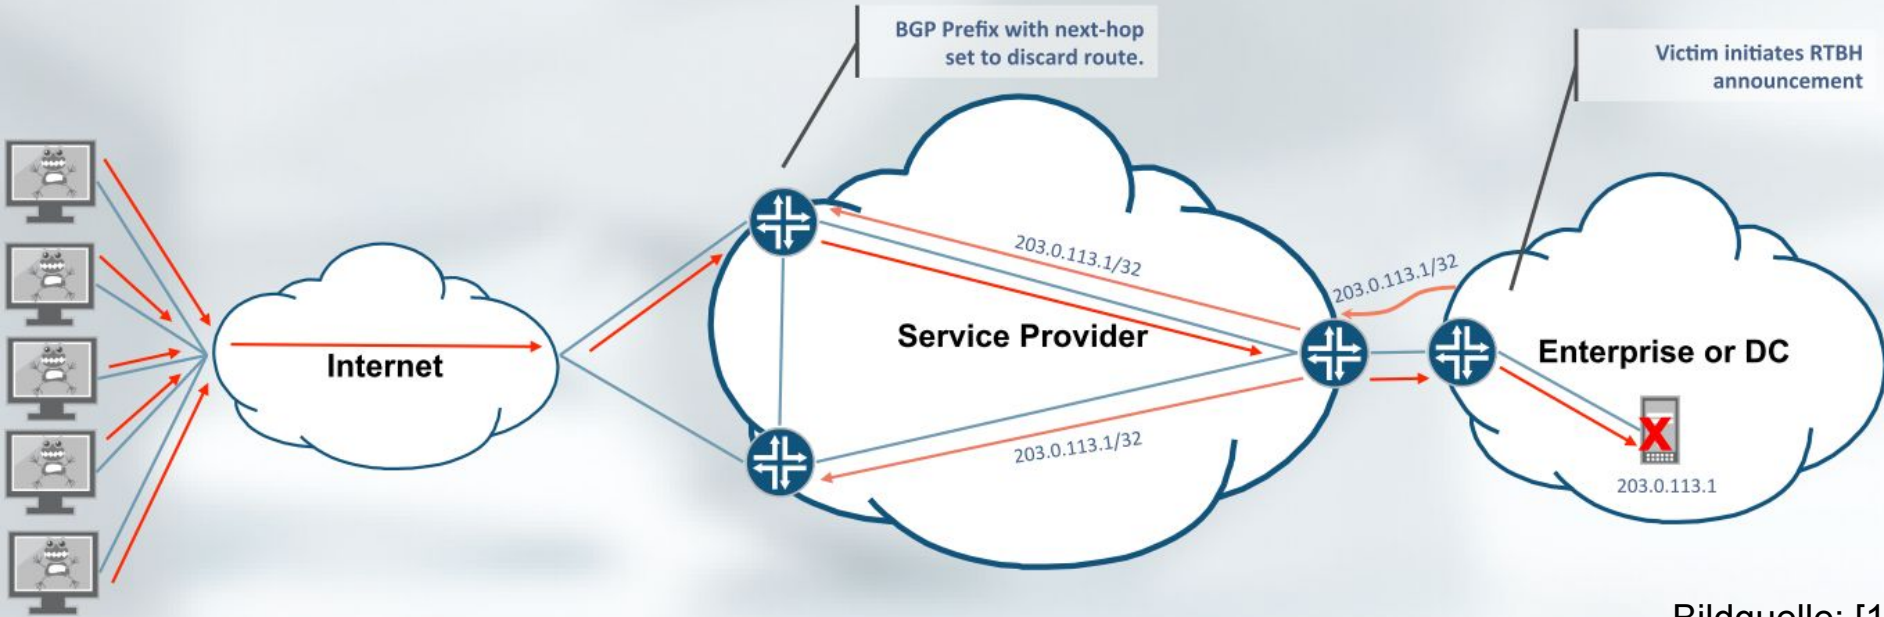 BGP Prefix with next-hop
set to discard route.
Victim initiates RTBH
announcement
203.0.113.1/32
203.0.113.1/32
Service Provider
Internet
Enterprise or DC
X
203.0.113.1/32
203.0.113.1
Bildquelle: [1